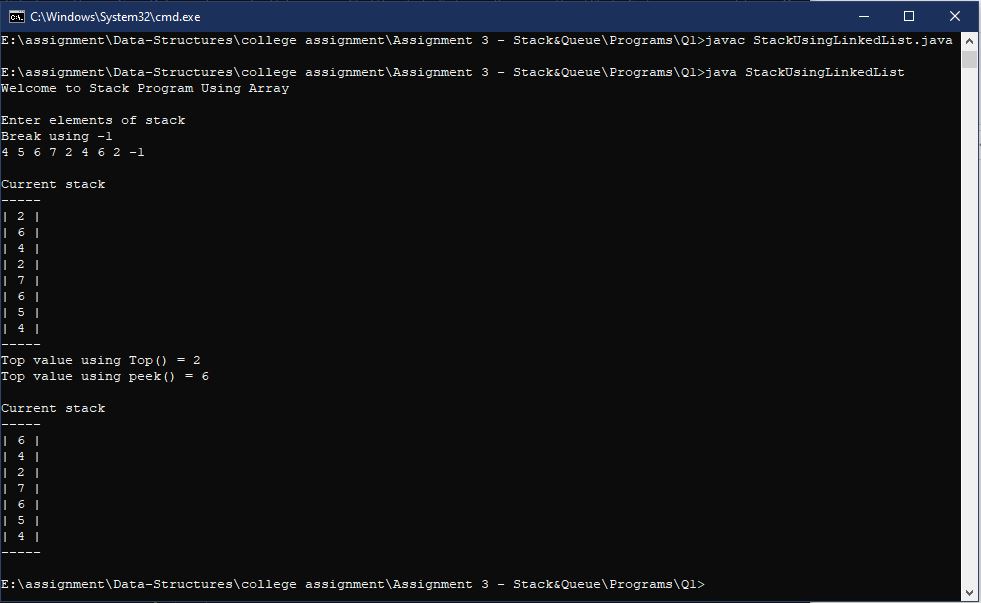 C:\Windows\System32\cmd.exe
E:\assignment\Data-Structures\college assignment\Assignment 3 - Stack&Queue\Programs\Q1>javac StackUsingLinkedList.java
E:\assignment\Data-Structures\college assignment\Assignment 3 - Stack&Queue\Programs\Q1>java StackUsingLinkedList
Welcome to Stack Program Using Array
Enter elements of stack
Break using -1
4 5 6 7 2 4 6 2 -1
Current stack
-----
| 2 |
| 6 |
| 4 |
| 2 |
| 7 |
| 6 |
| 5 |
| 4 |
-----
Top value using Top() = 2
Top value using peek() = 6
Current stack
-----
| 6 |
| 4 |
| 2 |
| 7 |
| 6 |
| 5 |
| 4 |
-----
E:\assignment\Data-Structures\college assignment\Assignment 3 - Stack&Queue\Programs\Q1>